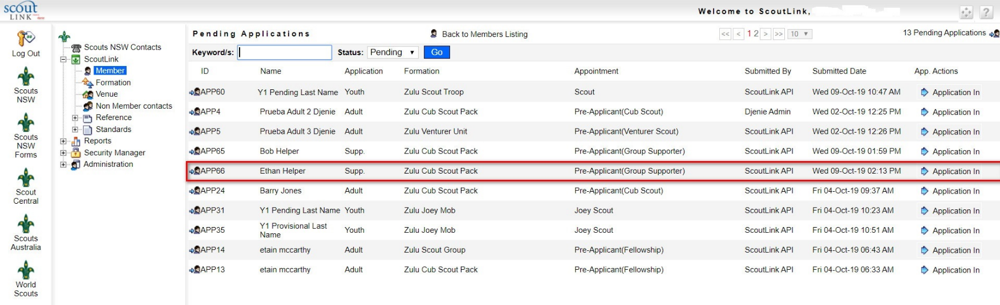 scout
LINK
Welcome to ScoutLink,
?
Log Out
Scouts
NSW
Scouts
NSW
Forms
Scout
Central
Scouts
Australia
World
Scouts
Scouts NSW Contacts
ScoutLink
Member
Formation
Venue
Non Member contacts
Reference
Standards
Reports
Security Manager
Administration
Pending Applications
Back to Members Listing
<< < 1 2 > >> 10
13 Pending Applications
Keyword/s: Status: Pending Go
ID Name Application Formation Appointment Submitted By Submitted Date App. Actions
APP60 Y1 Pending Last Name Youth Zulu Scout Troop Scout ScoutLink API Wed 09-Oct-19 10:47 AM Application In
APP4 Prueba Adult 2 Djenie Adult Zulu Cub Scout Pack Pre-Applicant(Cub Scout) Djenie Admin Wed 02-Oct-19 12:25 PM Application In
APP5 Prueba Adult 3 Djenie Adult Zulu Venturer Unit Pre-Applicant(Venturer Scout) ScoutLink API Wed 02-Oct-19 12:26 PM Application In
APP65 Bob Helper Supp. Zulu Cub Scout Pack Pre-Applicant(Group Supporter) ScoutLink API Wed 09-Oct-19 01:59 PM Application In
APP66 Ethan Helper Supp. Zulu Cub Scout Pack Pre-Applicant(Group Supporter) ScoutLink API Wed 09-Oct-19 02:13 PM Application In
APP24 Barry Jones Adult Zulu Cub Scout Pack Pre-Applicant(Cub Scout) ScoutLink API Fri 04-Oct-19 09:37 AM Application In
APP31 Y1 Pending Last Name Youth Zulu Joey Mob Joey Scout ScoutLink API Fri 04-Oct-19 10:23 AM Application In
APP35 Y1 Provisional Last Name Youth Zulu Joey Mob Joey Scout ScoutLink API Fri 04-Oct-19 10:51 AM Application In
APP14 etain mccarthy Adult Zulu Scout Group Pre-Applicant(Fellowship) ScoutLink API Fri 04-Oct-19 06:43 AM Application In
APP13 etain mccarthy Adult Zulu Cub Scout Pack Pre-Applicant(Fellowship) ScoutLink API Fri 04-Oct-19 06:33 AM Application In